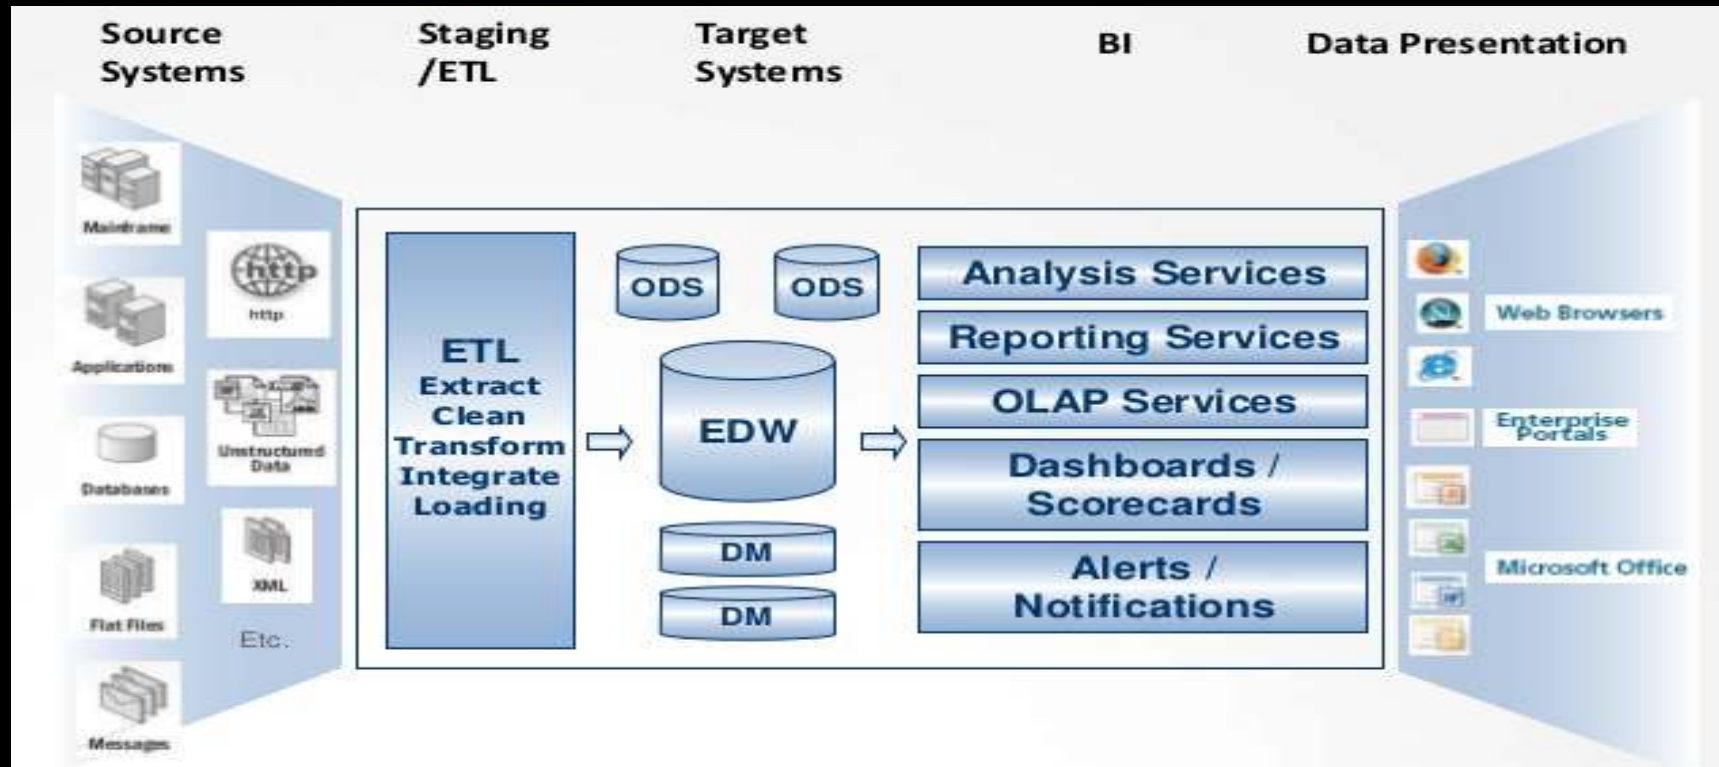 Source
Systems
Staging
/ETL
Target
Systems
BI
Data Presentation
Mainframe
Applications
Databases
Flat Files
Messages
http
http
Unstructured
Data
XML
Etc.
ETL
Extract
Clean
Transform
Integrate
Loading
ODS
ODS
EDW
DM
DM
Analysis Services
Reporting Services
OLAP Services
Dashboards /
Scorecards
Alerts /
Notifications
Web Browsers
Enterprise
Portals
Microsoft Office